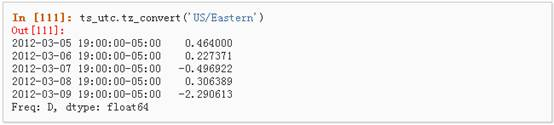 In [111]: ts_utc.tz_convert('US/Eastern')
Out[111]:
2012-03-05 19:00:00-05:00    0.464000
2012-03-06 19:00:00-05:00    0.227371
2012-03-07 19:00:00-05:00   -0.496922
2012-03-08 19:00:00-05:00    0.306389
2012-03-09 19:00:00-05:00   -2.290613
Freq: D, dtype: float64